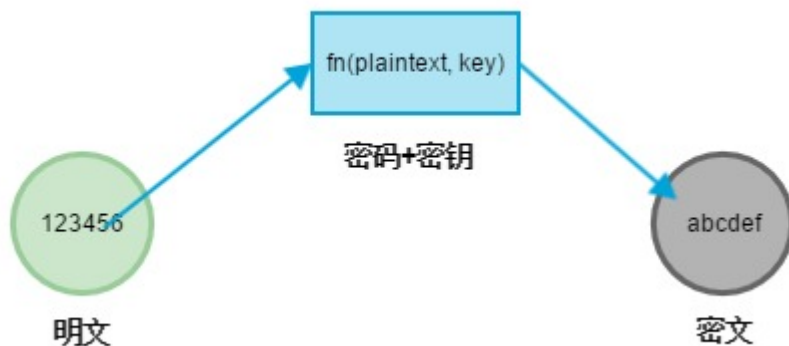 fn(plaintext, key)
密码+密钥
123456
abcdef
明文
密文